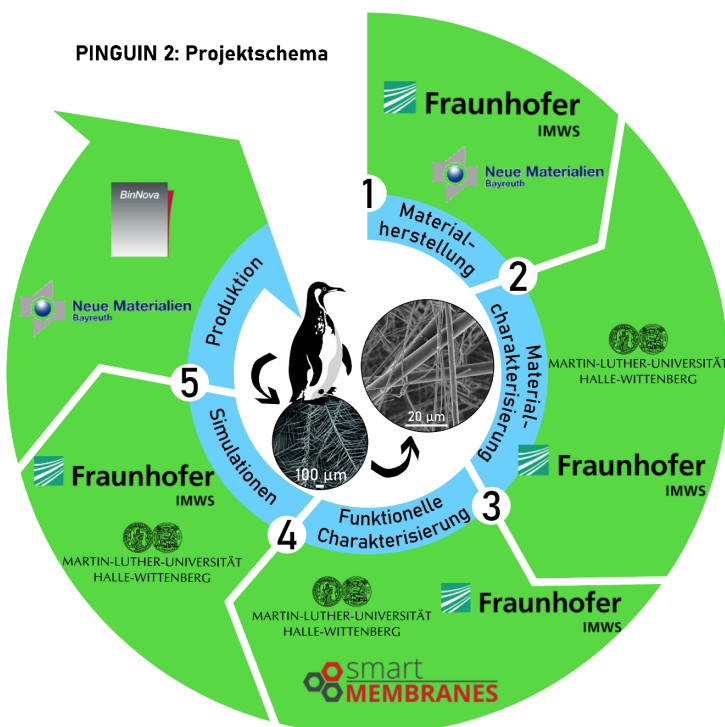 PINGUIN 2: Projektschema
1
Material-
herstellung
Fraunhofer
IMWS
Neue Materialien
Bayreuth
2
Material-
charakterisierung
MARTIN-LUTHER-UNIVERSITÄT
HALLE-WITTENBERG
Fraunhofer
IMWS
3
Funktionelle
Charakterisierung
Fraunhofer
IMWS
MARTIN-LUTHER-UNIVERSITÄT
HALLE-WITTENBERG
smart
MEMBRANES
4
Simulationen
Fraunhofer
IMWS
MARTIN-LUTHER-UNIVERSITÄT
HALLE-WITTENBERG
5
Produktion
BinNova
Neue Materialien
Bayreuth
20 µm
100 µm